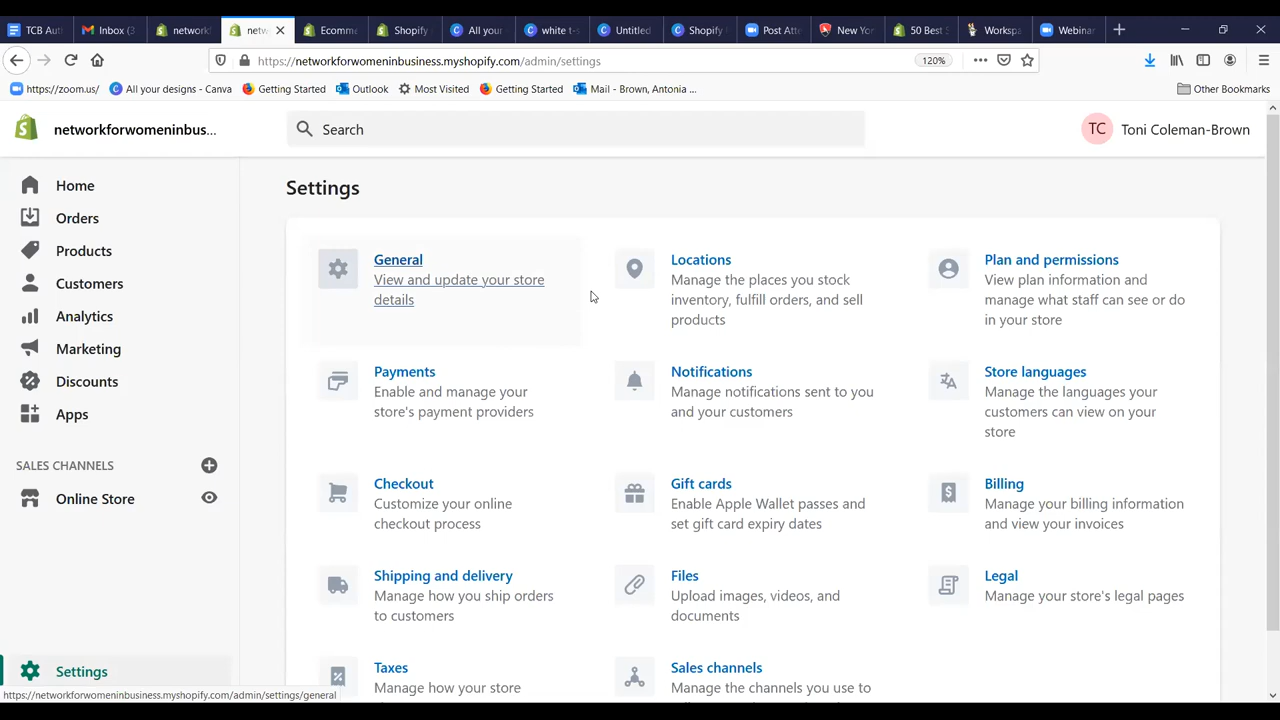 TCB Aut
Inbox (3
network
netw
Ecomme
Shopify
All your
white t-s
Untitled
Shopify
Post Atte
New Yor
50 Best
Workspa
Webinar
https://networkforwomeninbusiness.myshopify.com/admin/settings
120%
https://zoom.us/
All your designs - Canva
Getting Started
Outlook
Most Visited
Getting Started
Mail - Brown, Antonia ...
Other Bookmarks
networkforwomeninbus...
Search
TC
Toni Coleman-Brown
Home
Orders
Products
Customers
Analytics
Marketing
Discounts
Apps
SALES CHANNELS
Online Store
Settings
Settings
General
View and update your store
details
Locations
Manage the places you stock
inventory, fulfill orders, and sell
products
Plan and permissions
View plan information and
manage what staff can see or do
in your store
Payments
Enable and manage your
store's payment providers
Notifications
Manage notifications sent to you
and your customers
Store languages
Manage the languages your
customers can view on your
store
Checkout
Customize your online
checkout process
Gift cards
Enable Apple Wallet passes and
set gift card expiry dates
Billing
Manage your billing information
and view your invoices
Shipping and delivery
Manage how you ship orders
to customers
Files
Upload images, videos, and
documents
Legal
Manage your store's legal pages
Taxes
Manage how your store
Sales channels
Manage the channels you use to
https://networkforwomeninbusiness.myshopify.com/admin/settings/general